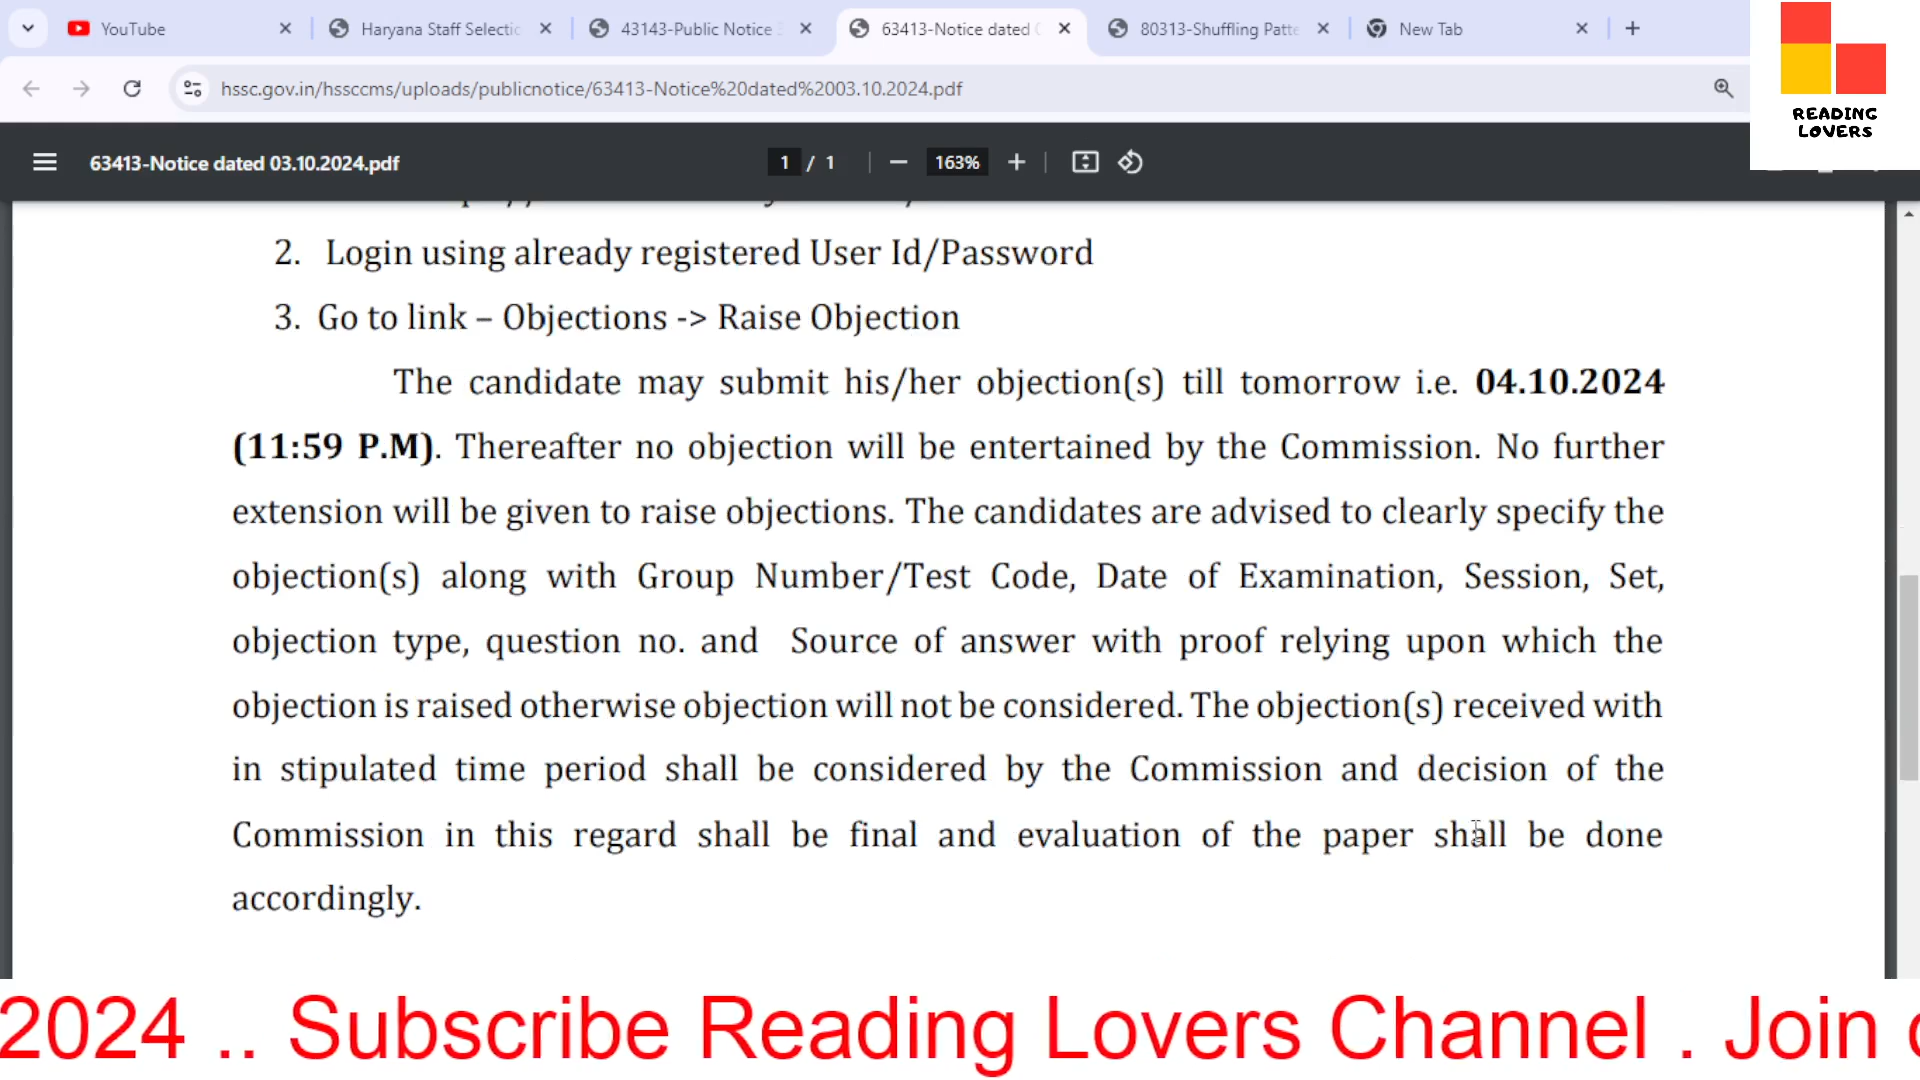 YouTube
Haryana Staff Selectio
43143-Public Notice
63413-Notice dated
80313-Shuffling Patte
New Tab
hssc.gov.in/hssccms/uploads/publicnotice/63413-Notice%20dated%2003.10.2024.pdf
READING
LOVERS
63413-Notice dated 03.10.2024.pdf
1 / 1
163%
2. Login using already registered User Id/Password
3. Go to link – Objections -> Raise Objection
The candidate may submit his/her objection(s) till tomorrow i.e. 04.10.2024
(11:59 P.M). Thereafter no objection will be entertained by the Commission. No further
extension will be given to raise objections. The candidates are advised to clearly specify the
objection(s) along with Group Number/Test Code, Date of Examination, Session, Set,
objection type, question no. and Source of answer with proof relying upon which the
objection is raised otherwise objection will not be considered. The objection(s) received with
in stipulated time period shall be considered by the Commission and decision of the
Commission in this regard shall be final and evaluation of the paper shall be done
accordingly.
2024 .. Subscribe Reading Lovers Channel . Join